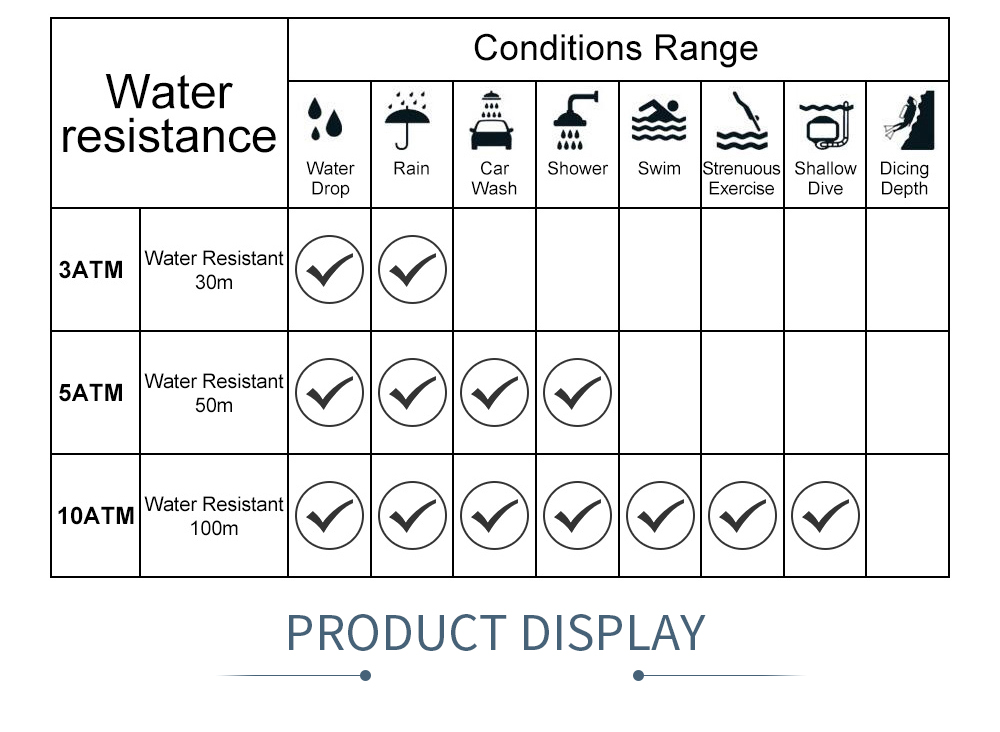 Water
resistance
Conditions Range
Water
Drop
Rain
Car
Wash
Shower
Swim
Strenuous
Exercise
Shallow
Dive
Dicing
Depth
3ATM
Water Resistant
30m
5ATM
Water Resistant
50m
10ATM
Water Resistant
100m
PRODUCT DISPLAY